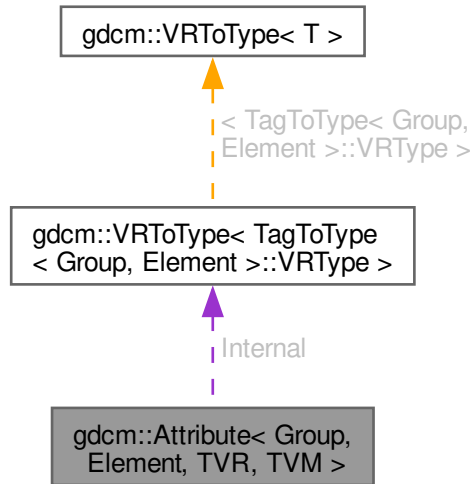 gdcm::VRToType< T >
< TagToType< Group,
Element >::VRType >
gdcm::VRToType< TagToType
< Group, Element >::VRType >
Internal
gdcm::Attribute< Group,
Element, TVR, TVM >